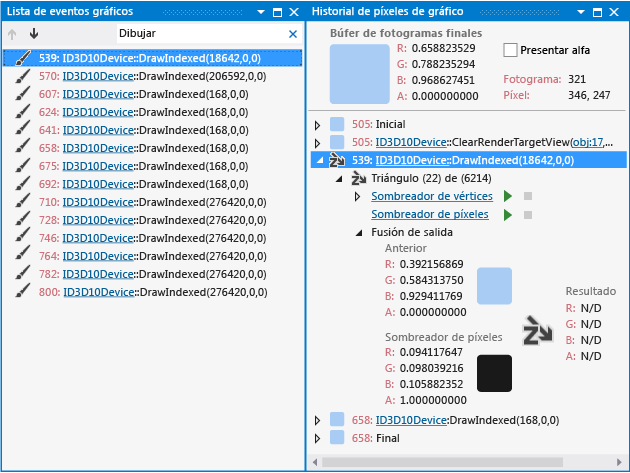 Lista de eventos gráficos
Dibujar
539: ID3D10Device::DrawIndexed(18642,0,0)
570: ID3D10Device::DrawIndexed(206592,0,0)
607: ID3D10Device::DrawIndexed(168,0,0)
624: ID3D10Device::DrawIndexed(168,0,0)
641: ID3D10Device::DrawIndexed(168,0,0)
658: ID3D10Device::DrawIndexed(168,0,0)
675: ID3D10Device::DrawIndexed(168,0,0)
692: ID3D10Device::DrawIndexed(168,0,0)
710: ID3D10Device::DrawIndexed(276420,0,0)
728: ID3D10Device::DrawIndexed(276420,0,0)
746: ID3D10Device::DrawIndexed(276420,0,0)
764: ID3D10Device::DrawIndexed(276420,0,0)
782: ID3D10Device::DrawIndexed(276420,0,0)
800: ID3D10Device::DrawIndexed(276420,0,0)
Historial de píxeles de gráfico
Búfer de fotogramas finales
R: 0.658823529
G: 0.788235294
B: 0.968627451
A: 0.000000000
Presentar alfa
Fotograma: 321
Píxel: 346, 247
505: Inicial
505: ID3D10Device::ClearRenderTargetView(obj:17,...
539: ID3D10Device::DrawIndexed(18642,0,0)
Triángulo (22) de (6214)
Sombreador de vértices
Sombreador de píxeles
Fusión de salida
Anterior
R: 0.392156869
G: 0.584313750
B: 0.929411769
A: 0.000000000
Sombreador de píxeles
R: 0.094117647
G: 0.098039216
B: 0.105882352
A: 1.000000000
Resultado
R: N/D
G: N/D
B: N/D
A: N/D
658: ID3D10Device:DrawIndexed(168,0,0)
658: Final